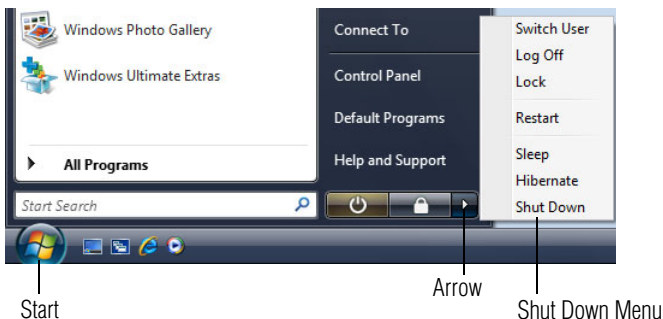 Windows Photo Gallery
Windows Ultimate Extras
All Programs
Start Search
Connect To
Control Panel
Default Programs
Help and Support
Switch User
Log Off
Lock
Restart
Sleep
Hibernate
Shut Down
Start
Arrow
Shut Down Menu